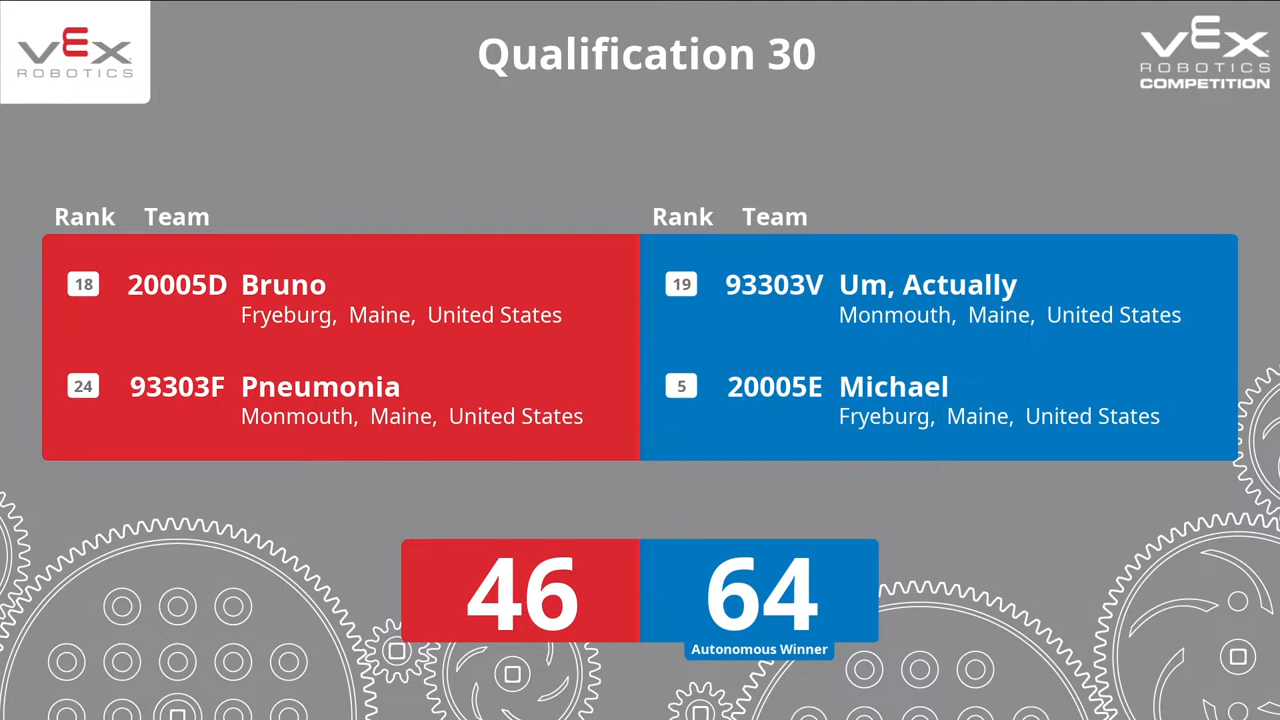 VEX
ROBOTICS
Qualification 30
VEX
ROBOTICS
COMPETITION
Rank Team
Rank Team
18 20005D Bruno
Fryeburg, Maine, United States
24 93303F Pneumonia
Monmouth, Maine, United States
19 93303V Um, Actually
Monmouth, Maine, United States
5 20005E Michael
Fryeburg, Maine, United States
46
64
Autonomous Winner